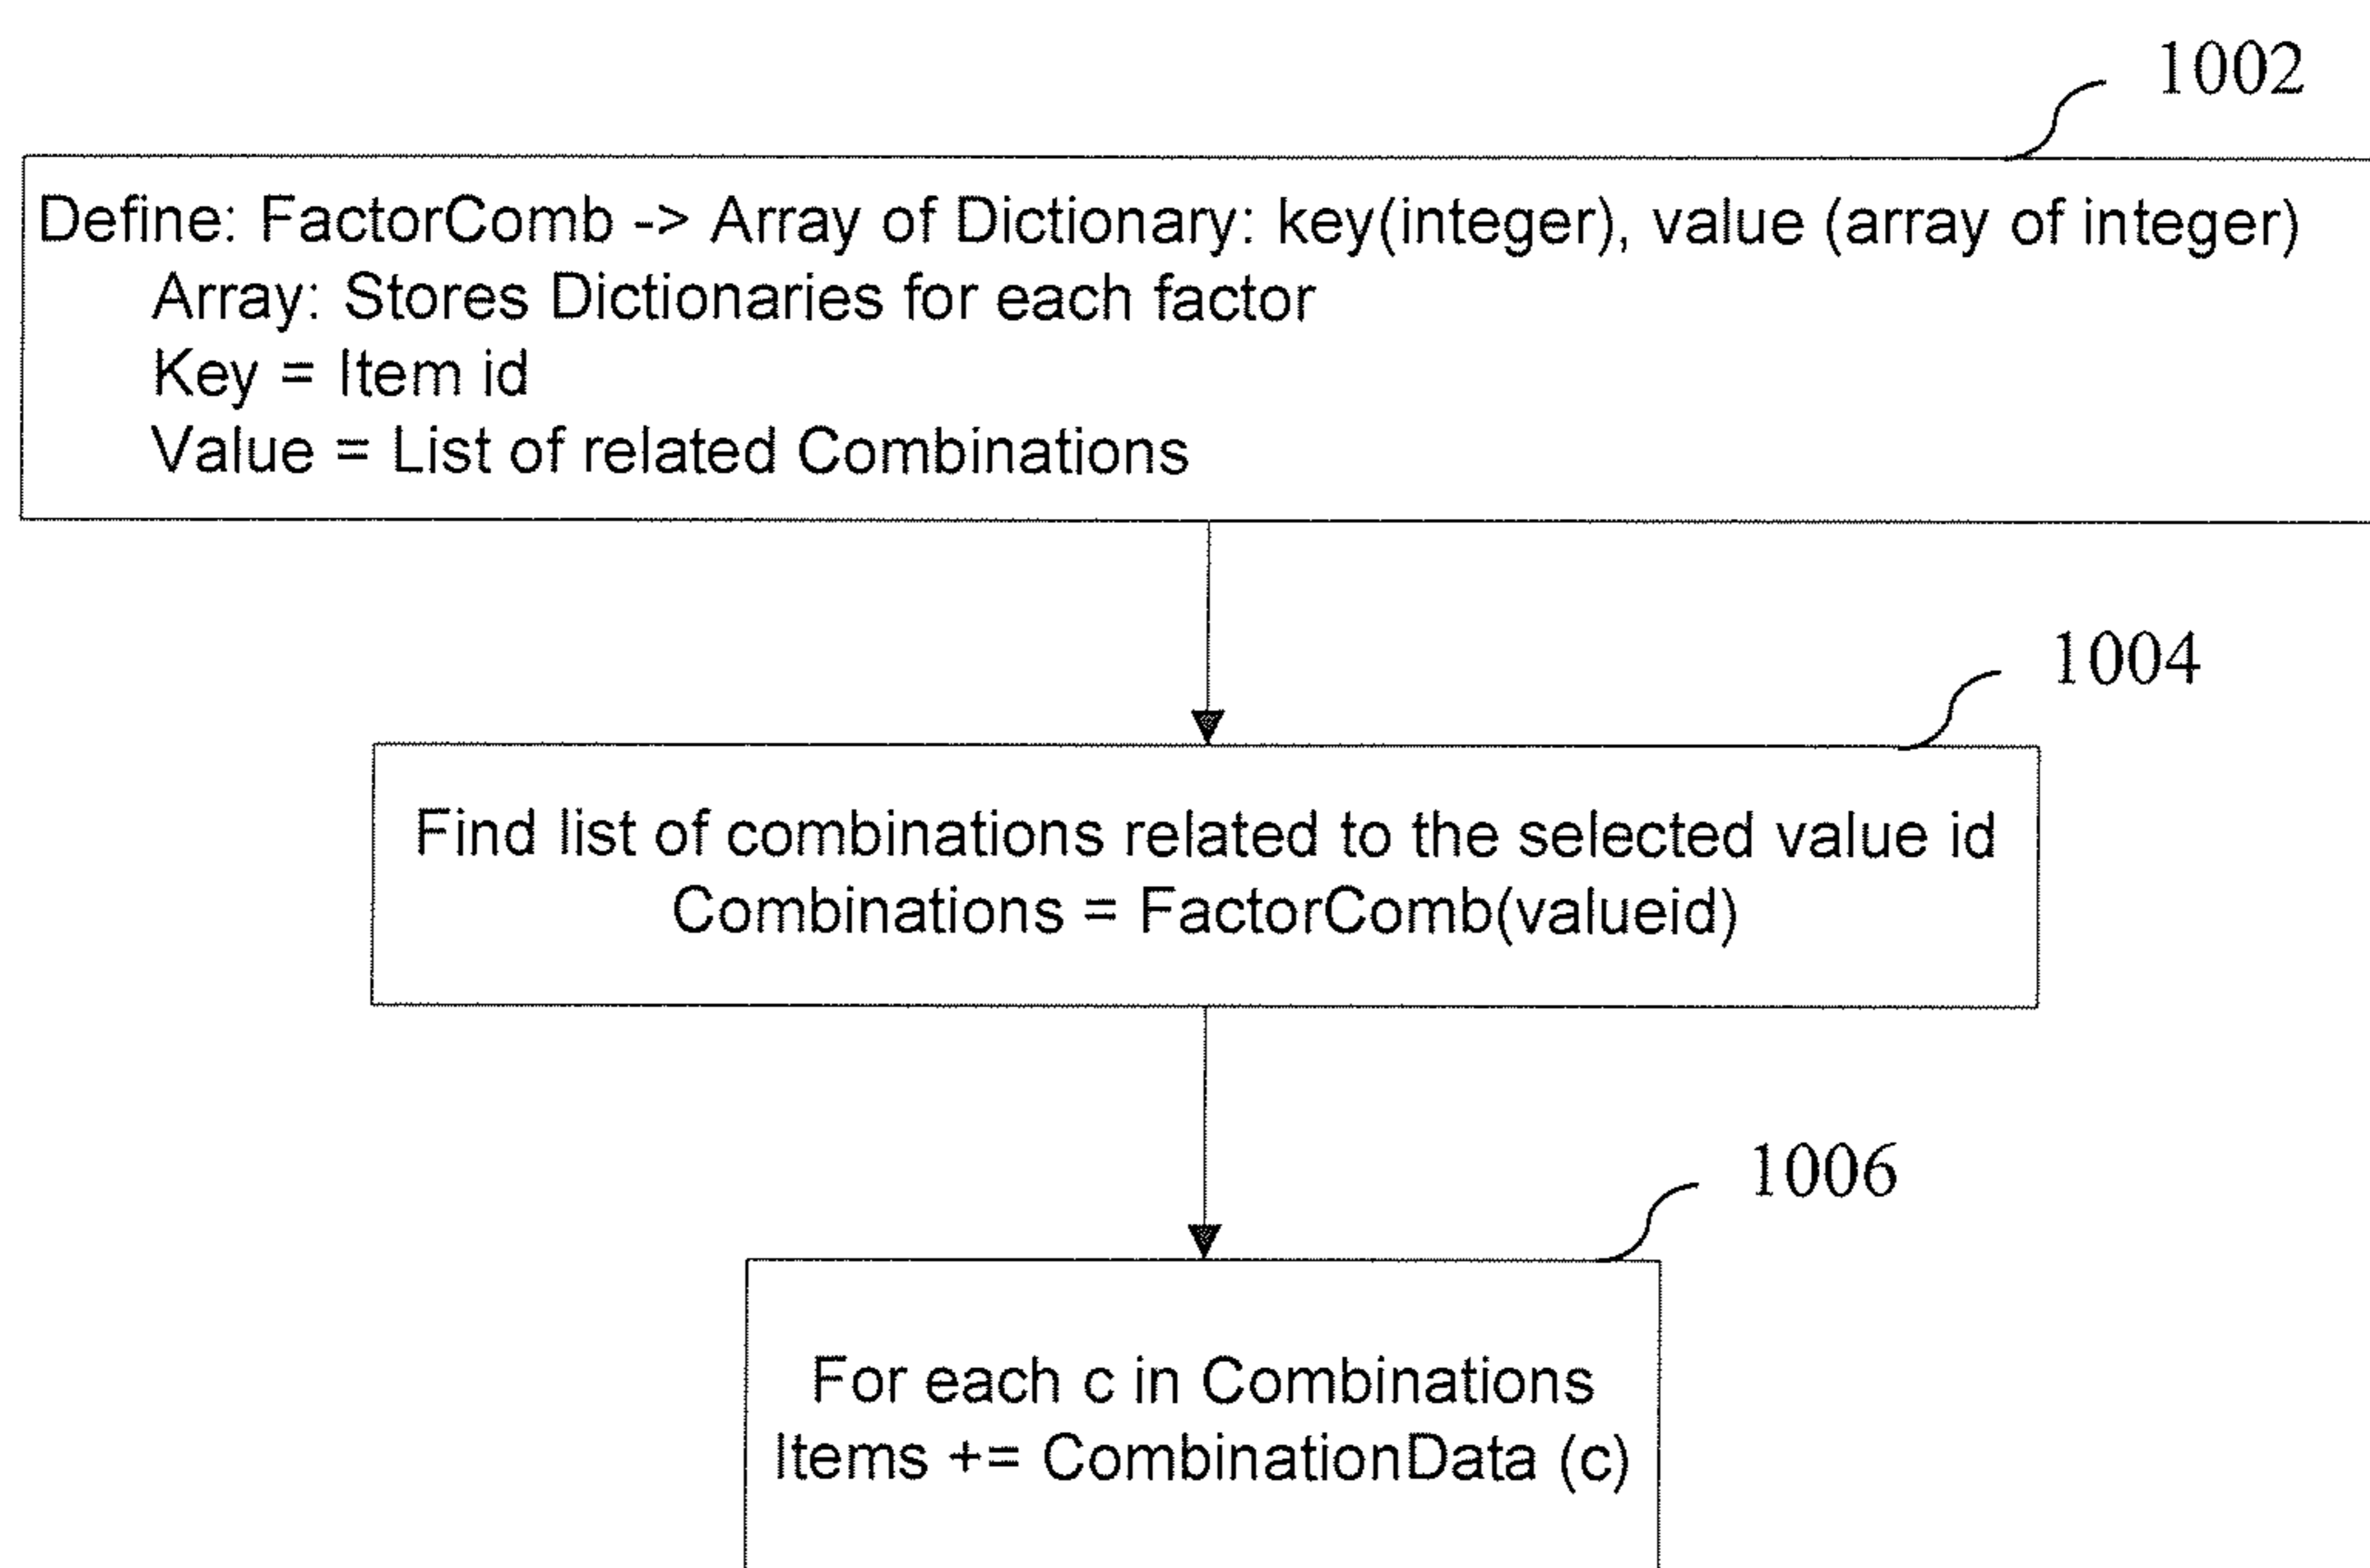 1002
Define: FactorComb -> Array of Dictionary: key(integer), value (array of integer)
Array: Stores Dictionaries for each factor
Key = Item id
Value = List of related Combinations
1004
Find list of combinations related to the selected value id
Combinations = FactorComb(valueid)
1006
For each c in Combinations
Items += CombinationData (c)